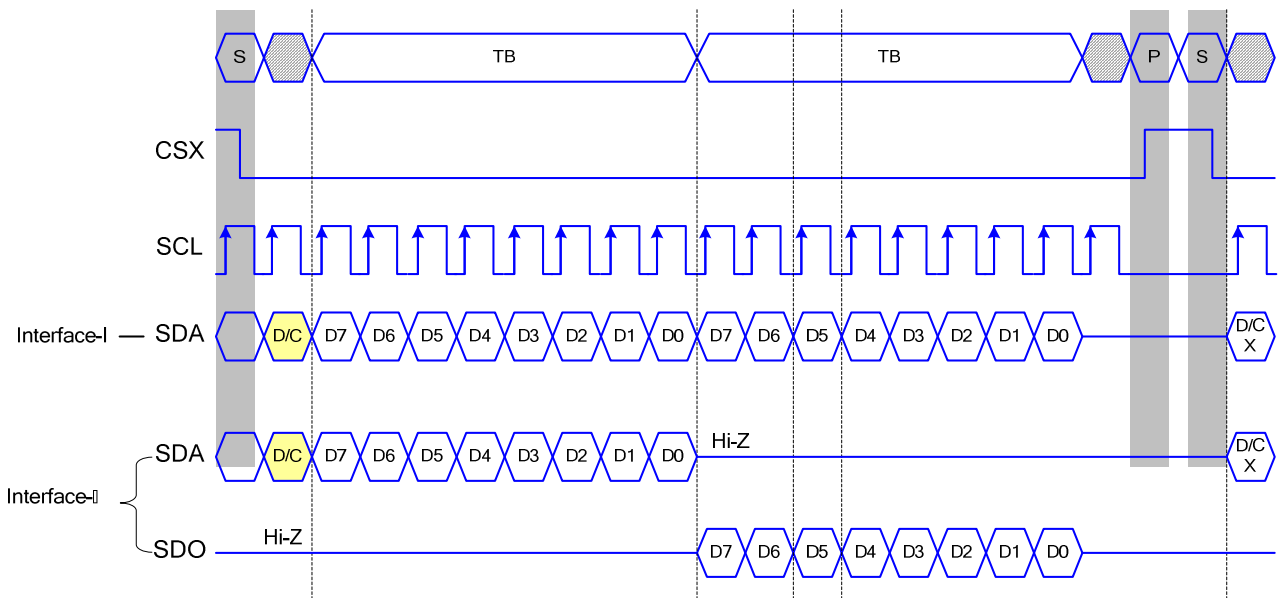 S TB TB P S
CSX
SCL
Interface-I SDA D/C D7 D6 D5 D4 D3 D2 D1 D0 D7 D6 D5 D4 D3 D2 D1 D0 D/C
X
SDA D/C D7 D6 D5 D4 D3 D2 D1 D0 Hi-Z D/C
X
Interface-▯
SDO Hi-Z D7 D6 D5 D4 D3 D2 D1 D0